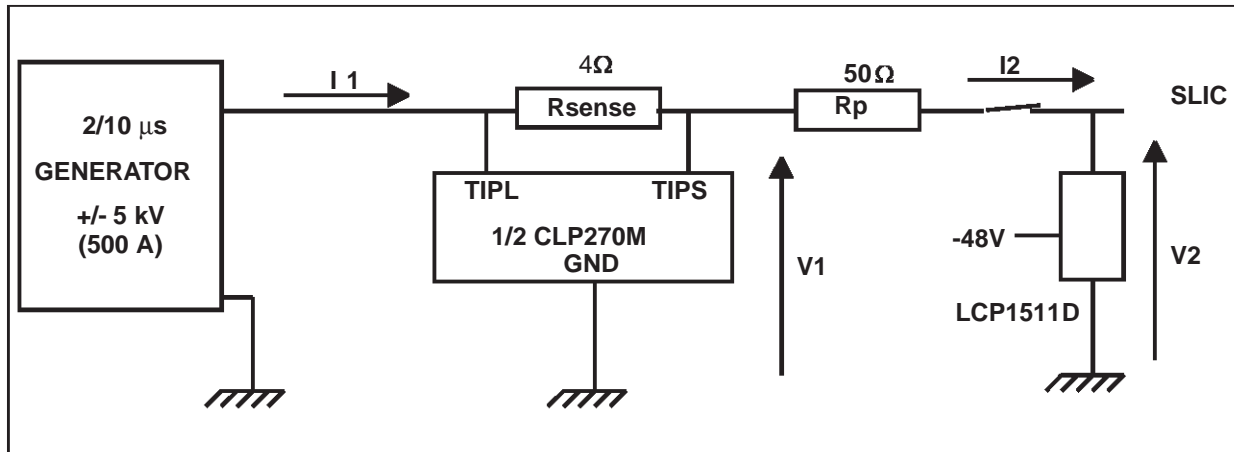 I 1
4Ω
50Ω
I2
Rsense
Rp
SLIC
2/10 μs
GENERATOR
+/- 5 kV
(500 A)
TIPL
TIPS
1/2 CLP270M
GND
V1
-48V
V2
LCP1511D